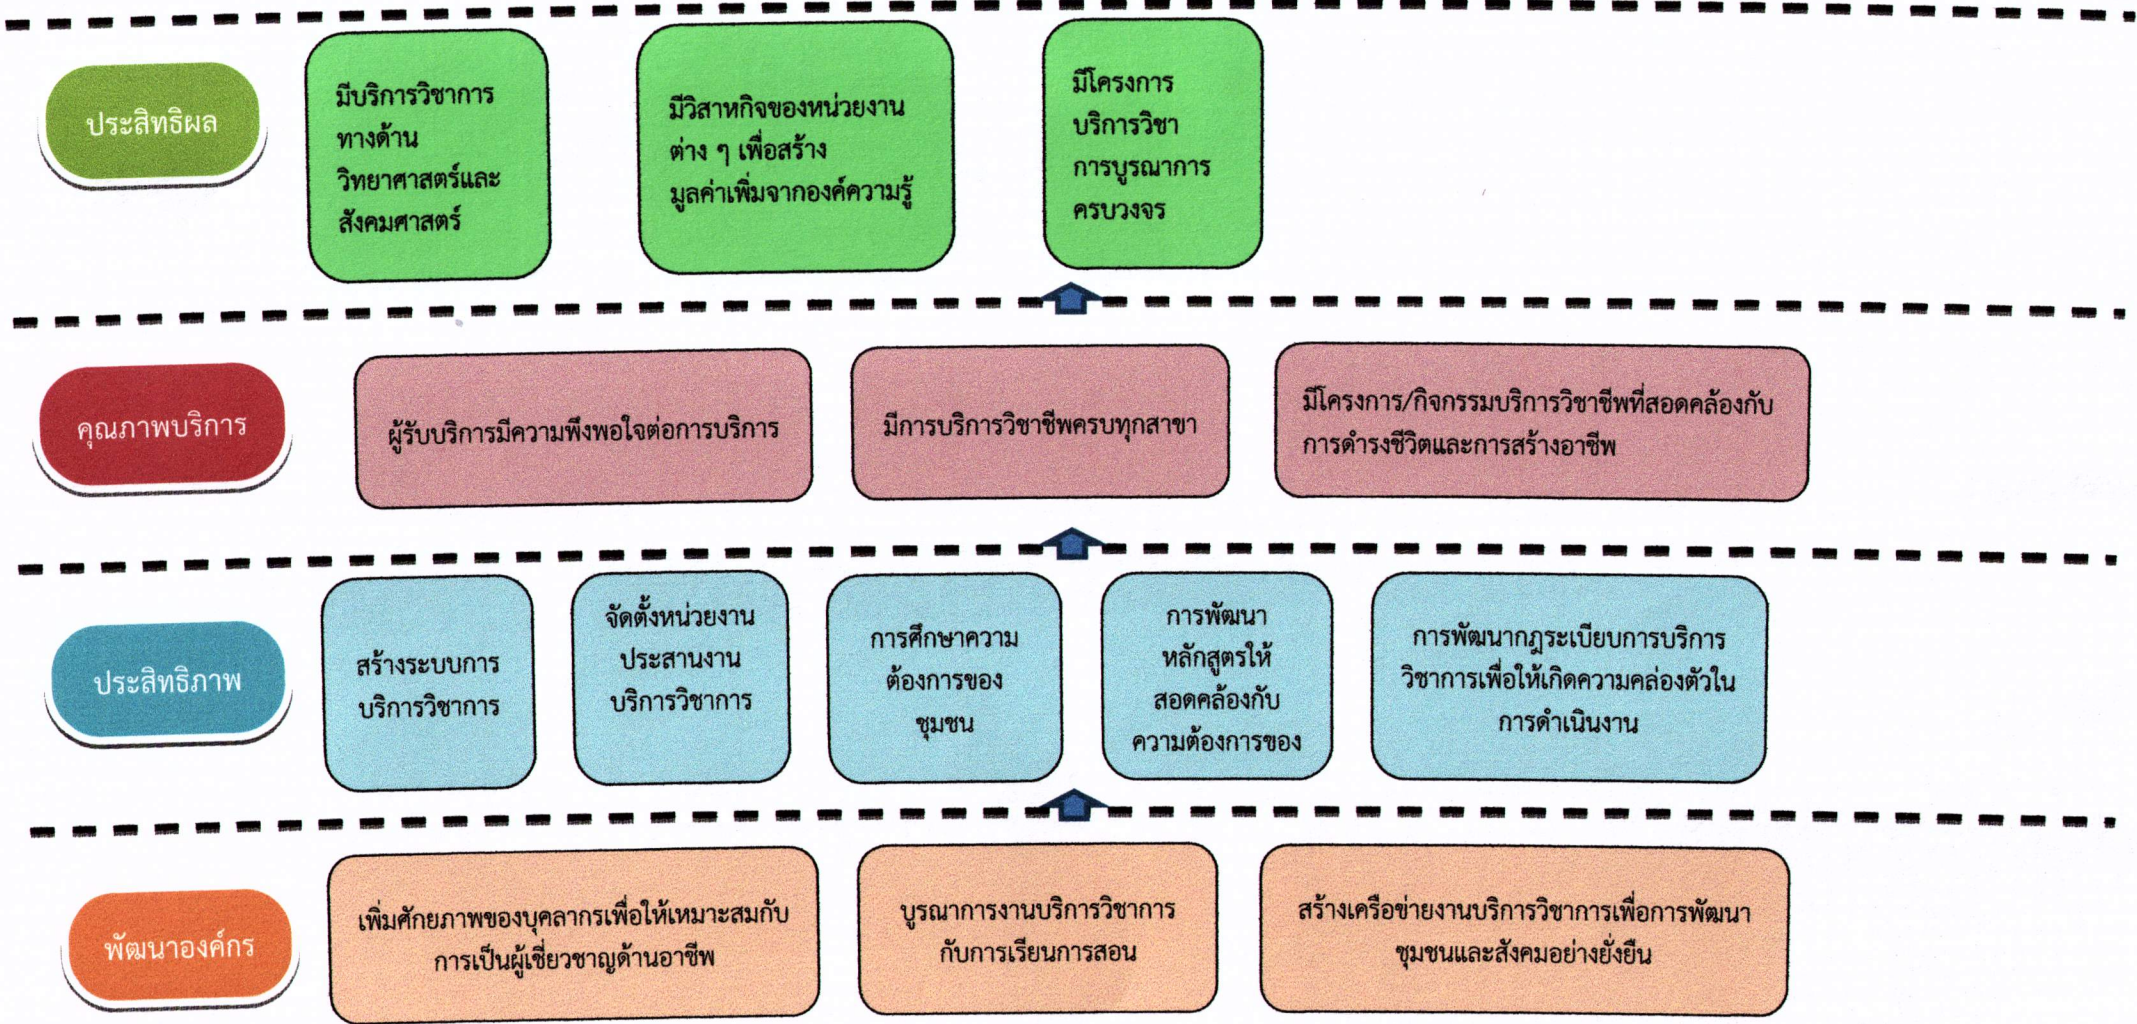 ประสิทธิผล
มีบริการวิชาการ
ทางด้าน
วิทยาศาสตร์และ
สังคมศาสตร์
มีวิสาหกิจของหน่วยงาน
ต่าง ๆ เพื่อสร้าง
มูลค่าเพิ่มจากองค์ความรู้
มีโครงการ
บริการวิชา
การบูรณาการ
ครบวงจร
คุณภาพบริการ
ผู้รับบริการมีความพึงพอใจต่อการบริการ
มีการบริการวิชาชีพครบทุกสาขา
มีโครงการ/กิจกรรมบริการวิชาชีพที่สอดคล้องกับ
การดำรงชีวิตและการสร้างอาชีพ
ประสิทธิภาพ
สร้างระบบการ
บริการวิชาการ
จัดตั้งหน่วยงาน
ประสานงาน
บริการวิชาการ
การศึกษาความ
ต้องการของ
ชุมชน
การพัฒนา
หลักสูตรให้
สอดคล้องกับ
ความต้องการของ
การพัฒนากฎระเบียบการบริการ
วิชาการเพื่อให้เกิดความคล่องตัวใน
การดำเนินงาน
พัฒนาองค์กร
เพิ่มศักยภาพของบุคลากรเพื่อให้เหมาะสมกับ
การเป็นผู้เชี่ยวชาญด้านอาชีพ
บูรณาการงานบริการวิชาการ
กับการเรียนการสอน
สร้างเครือข่ายงานบริการวิชาการเพื่อการพัฒนา
ชุมชนและสังคมอย่างยั่งยืน